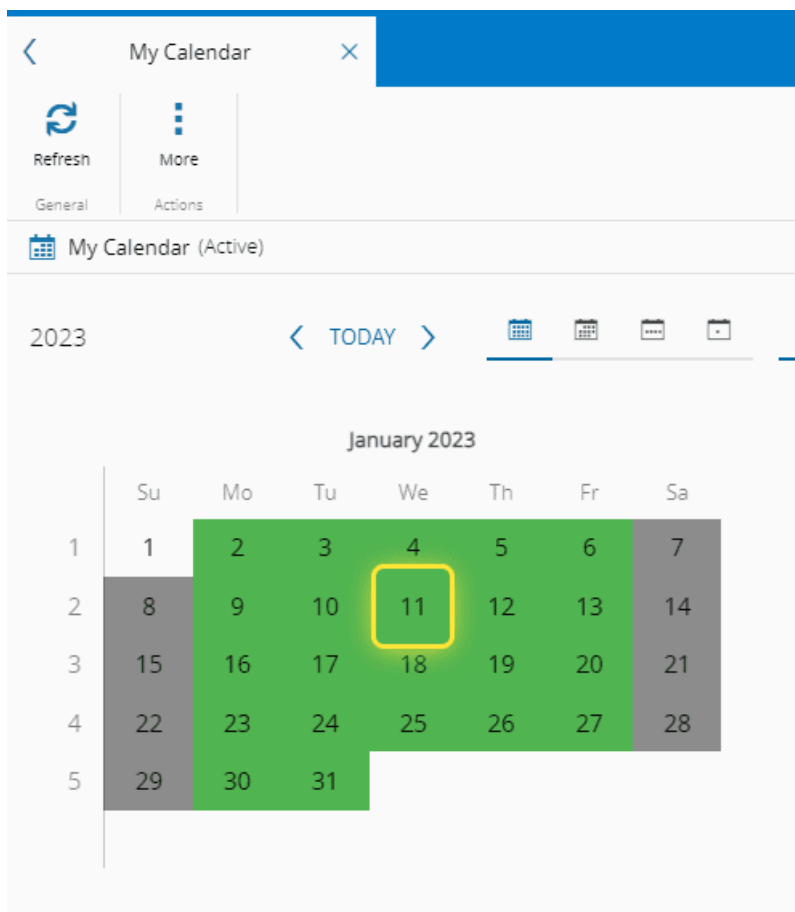 My Calendar
Refresh More
General Actions
My Calendar (Active)
2023 TODAY
January 2023
Su Mo Tu We Th Fr Sa
1 1 2 3 4 5 6 7
2 8 9 10 11 12 13 14
3 15 16 17 18 19 20 21
4 22 23 24 25 26 27 28
5 29 30 31